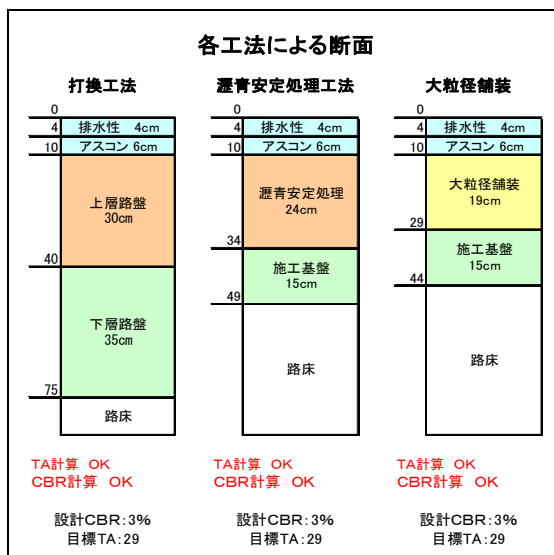 各工法による断面
打換工法
0
4
排水性 4cm
10
アスコン 6cm
上層路盤
30cm
40
下層路盤
35cm
75
路床
TA計算 OK
CBR計算 OK
設計CBR:3%
目標TA:29
瀝青安定処理工法
0
4
排水性 4cm
10
アスコン 6cm
瀝青安定処理
24cm
34
施工基盤
15cm
49
路床
TA計算 OK
CBR計算 OK
設計CBR:3%
目標TA:29
大粒径舗装
0
4
排水性 4cm
10
アスコン 6cm
大粒径舗装
19cm
29
施工基盤
15cm
44
路床
TA計算 OK
CBR計算 OK
設計CBR:3%
目標TA:29